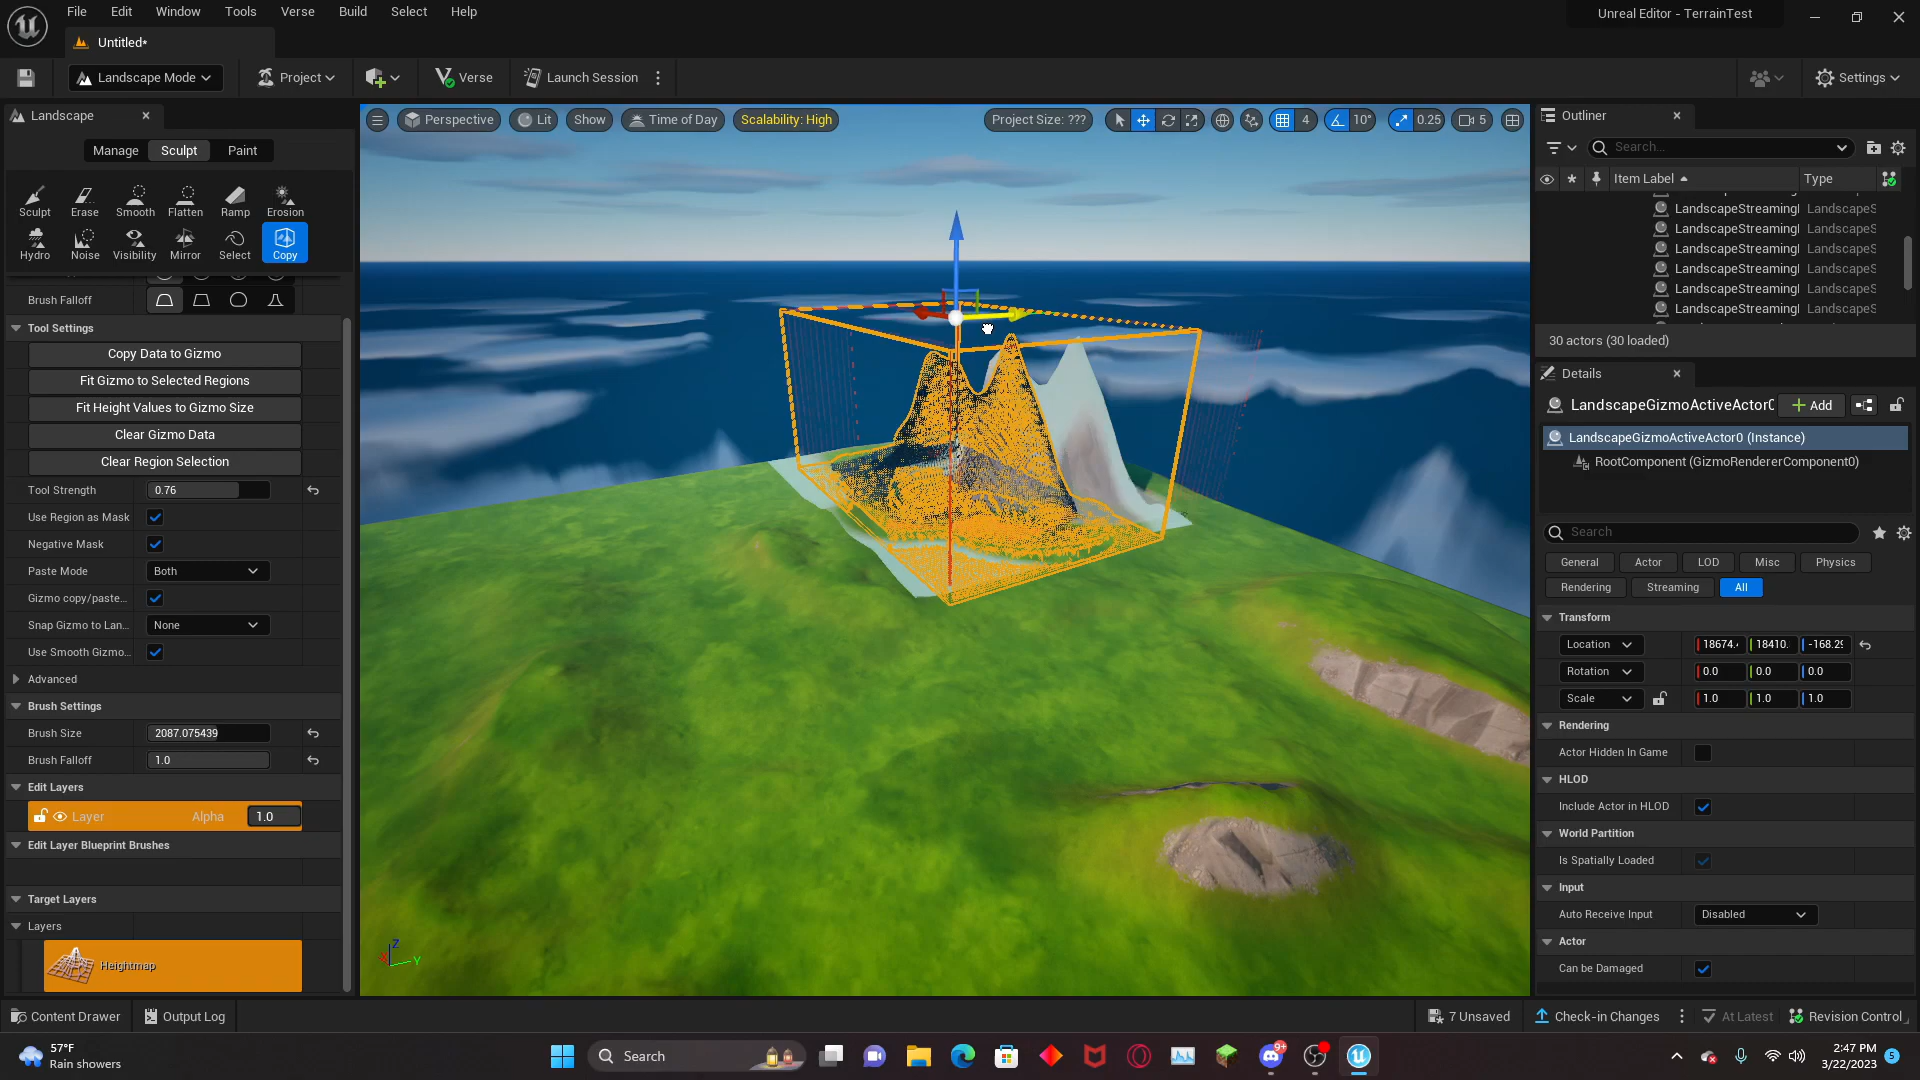 File Edit Window Tools Verse Build Select Help
Unreal Editor - TerrainTest
Untitled*
Landscape Mode
Project
Verse
Launch Session
Settings
Landscape
Manage Sculpt Paint
Sculpt Erase Smooth Flatten Ramp Erosion
Hydro Noise Visibility Mirror Select Copy
Brush Falloff
Tool Settings
Copy Data to Gizmo
Fit Gizmo to Selected Regions
Fit Height Values to Gizmo Size
Clear Gizmo Data
Clear Region Selection
Tool Strength 0.76
Use Region as Mask
Negative Mask
Paste Mode Both
Gizmo copy/paste...
Snap Gizmo to Lan... None
Use Smooth Gizmo...
Advanced
Brush Settings
Brush Size 2087.075439
Brush Falloff 1.0
Edit Layers
Layer Alpha 1.0
Edit Layer Blueprint Brushes
Target Layers
Layers
Heightmap
Perspective Lit Show Time of Day Scalability: High
Project Size: ??? 4 10° 0.25 5
Z
X Y
Outliner
Search...
Item Label Type
LandscapeStreamingI LandscapeS
LandscapeStreamingI LandscapeS
LandscapeStreamingI LandscapeS
LandscapeStreamingI LandscapeS
LandscapeStreamingI LandscapeS
LandscapeStreamingI LandscapeS
30 actors (30 loaded)
Details
LandscapeGizmoActiveActor0 Add
LandscapeGizmoActiveActor0 (Instance)
RootComponent (GizmoRendererComponent0)
Search
General Actor LOD Misc Physics
Rendering Streaming All
Transform
Location 18674. 18410. -168.29
Rotation 0.0 0.0 0.0
Scale 1.0 1.0 1.0
Rendering
Actor Hidden In Game
HLOD
Include Actor in HLOD
World Partition
Is Spatially Loaded
Input
Auto Receive Input Disabled
Actor
Can be Damaged
Content Drawer Output Log
7 Unsaved Check-in Changes At Latest Revision Control
57°F
Rain showers
Search
9+
2:47 PM
3/22/2023
5